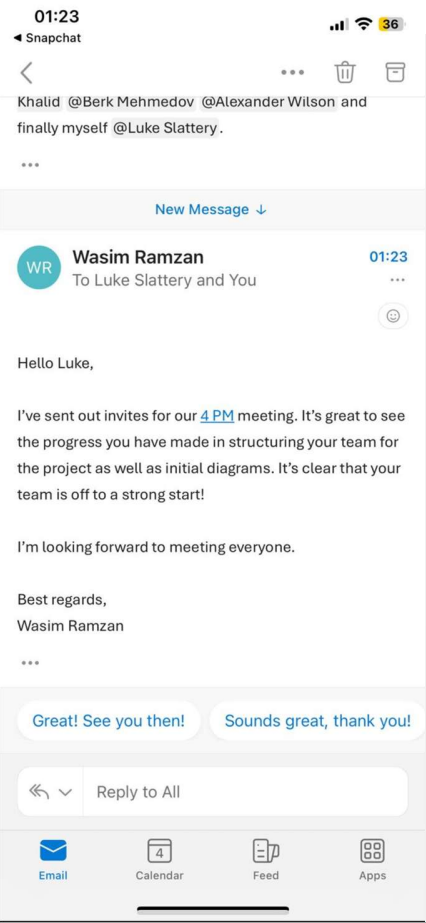 01:23
36
◀ Snapchat
Khalid @Berk Mehmedov @Alexander Wilson and
finally myself @Luke Slattery.
New Message ↓
WR
Wasim Ramzan
01:23
To Luke Slattery and You
Hello Luke,
I've sent out invites for our 4 PM meeting. It's great to see
the progress you have made in structuring your team for
the project as well as initial diagrams. It's clear that your
team is off to a strong start!
I'm looking forward to meeting everyone.
Best regards,
Wasim Ramzan
Great! See you then!
Sounds great, thank you!
Reply to All
4
Email
Calendar
Feed
Apps